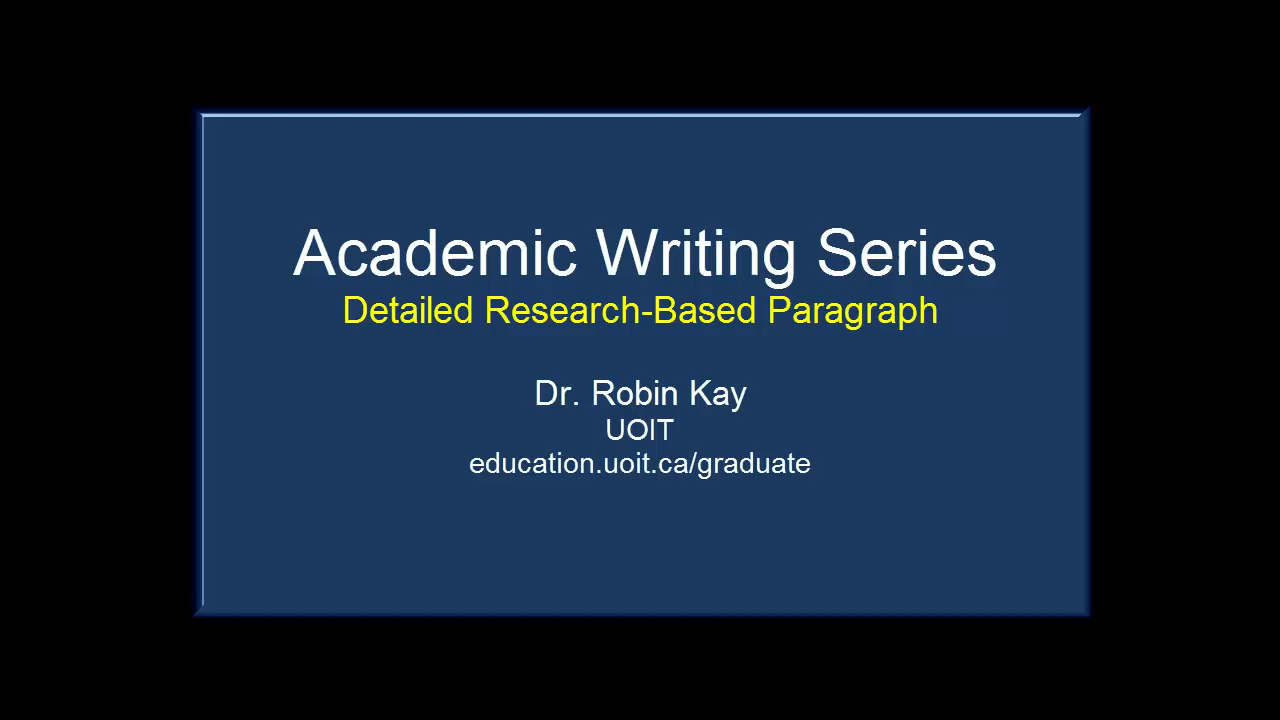 Academic Writing Series
Detailed Research-Based Paragraph
Dr. Robin Kay
UOIT
education.uoit.ca/graduate